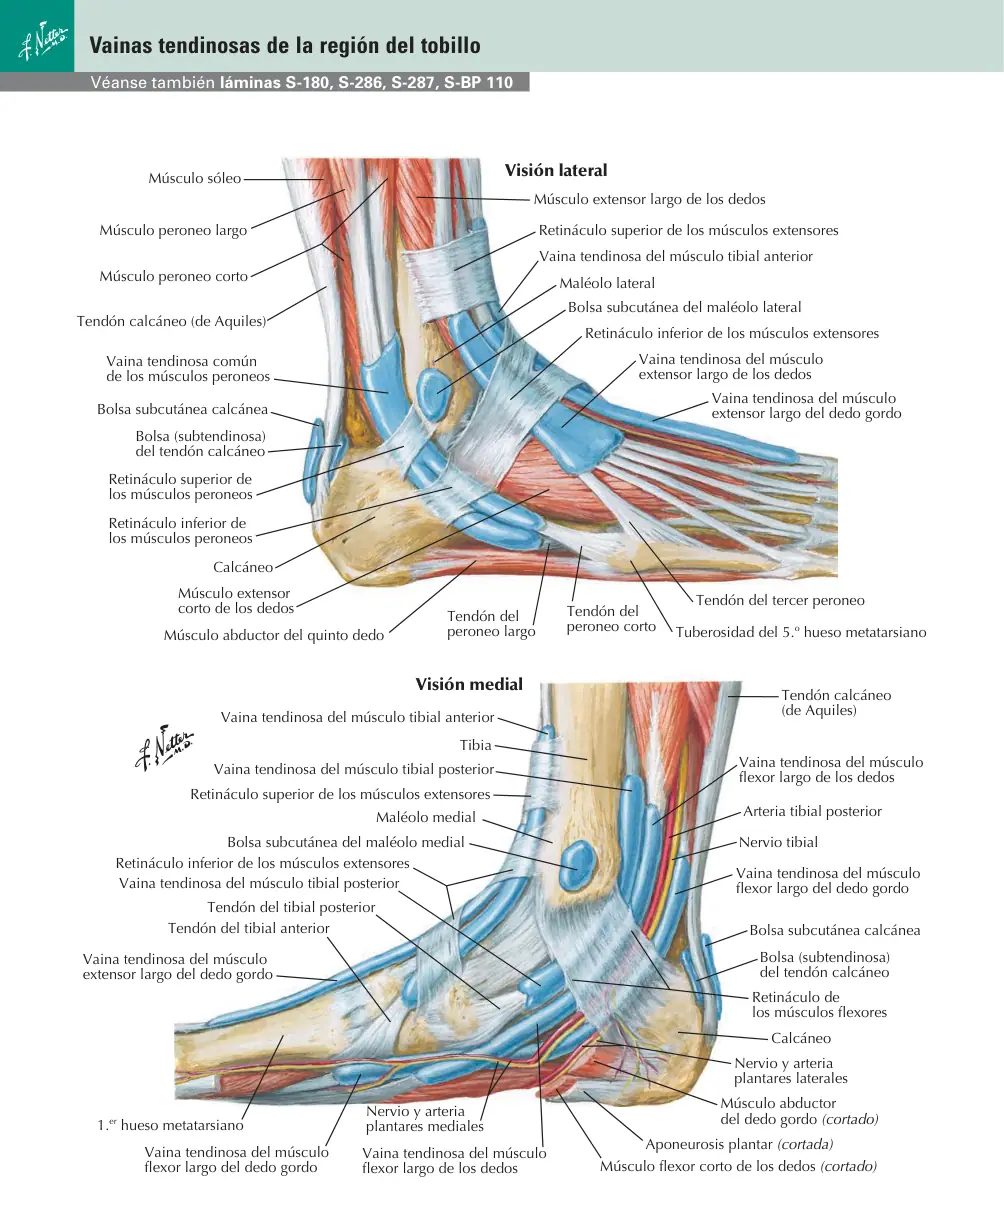 F. Netter M.D.
Vainas tendinosas de la región del tobillo
Véanse también láminas S-180, S-286, S-287, S-BP 110
Visión lateral
Músculo sóleo
Músculo peroneo largo
Músculo peroneo corto
Tendón calcáneo (de Aquiles)
Vaina tendinosa común
de los músculos peroneos
Bolsa subcutánea calcánea
Bolsa (subtendinosa)
del tendón calcáneo
Retináculo superior de
los músculos peroneos
Retináculo inferior de
los músculos peroneos
Calcáneo
Músculo extensor
corto de los dedos
Músculo abductor del quinto dedo
Músculo extensor largo de los dedos
Retináculo superior de los músculos extensores
Vaina tendinosa del músculo tibial anterior
Maléolo lateral
Bolsa subcutánea del maléolo lateral
Retináculo inferior de los músculos extensores
Vaina tendinosa del músculo
extensor largo de los dedos
Vaina tendinosa del músculo
extensor largo del dedo gordo
Tendón del
peroneo largo
Tendón del
peroneo corto
Tendón del tercer peroneo
Tuberosidad del 5.º hueso metatarsiano
Visión medial
F. Netter M.D.
Vaina tendinosa del músculo tibial anterior
Tibia
Vaina tendinosa del músculo tibial posterior
Retináculo superior de los músculos extensores
Maléolo medial
Bolsa subcutánea del maléolo medial
Retináculo inferior de los músculos extensores
Vaina tendinosa del músculo tibial posterior
Tendón del tibial posterior
Tendón del tibial anterior
Vaina tendinosa del músculo
extensor largo del dedo gordo
1.er hueso metatarsiano
Vaina tendinosa del músculo
flexor largo del dedo gordo
Nervio y arteria
plantares mediales
Vaina tendinosa del músculo
flexor largo de los dedos
Tendón calcáneo
(de Aquiles)
Vaina tendinosa del músculo
flexor largo de los dedos
Arteria tibial posterior
Nervio tibial
Vaina tendinosa del músculo
flexor largo del dedo gordo
Bolsa subcutánea calcánea
Bolsa (subtendinosa)
del tendón calcáneo
Retináculo de
los músculos flexores
Calcáneo
Nervio y arteria
plantares laterales
Músculo abductor
del dedo gordo (cortado)
Aponeurosis plantar (cortada)
Músculo flexor corto de los dedos (cortado)